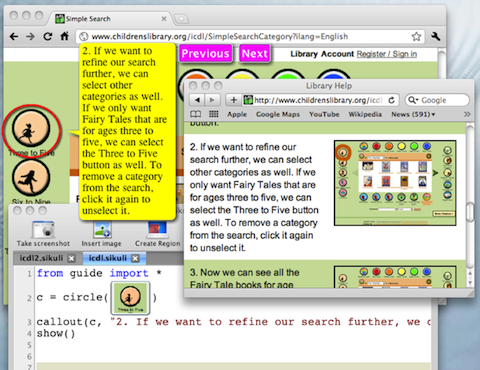 Simple Search
www.childrenslibrary.org/icdl/SimpleSearchCategory?ilang=English
2. If we want to
refine our search
further, we can
select other
categories as well.
If we only want
Fairy Tales that are
for ages three to
five, we can select
the Three to Five
button as well. To
remove a category
from the search,
click it again to
unselect it.
Previous
Next
Library Account Register / Sign in
Three to Five
Six to Nine
Library Help
http://www.childrenslibrary.org/icdl
Google
Apple Google Maps YouTube Wikipedia News (591)
button.
2. If we want to refine our
search further, we can
select other categories as
well. If we only want Fairy
Tales that are for ages
three to five, we can
select the Three to Five
button as well. To remove
a category from the
search, click it again to
unselect it.
3. Now we can see all the
Fairy Tale books for age
Take screenshot Insert image Create Region
icdl2.sikuli icdl.sikuli
1 from guide import *
2 c = circle( )
3 callout(c, "2. If we want to refine our search further, we c
4 show()
5
6
7